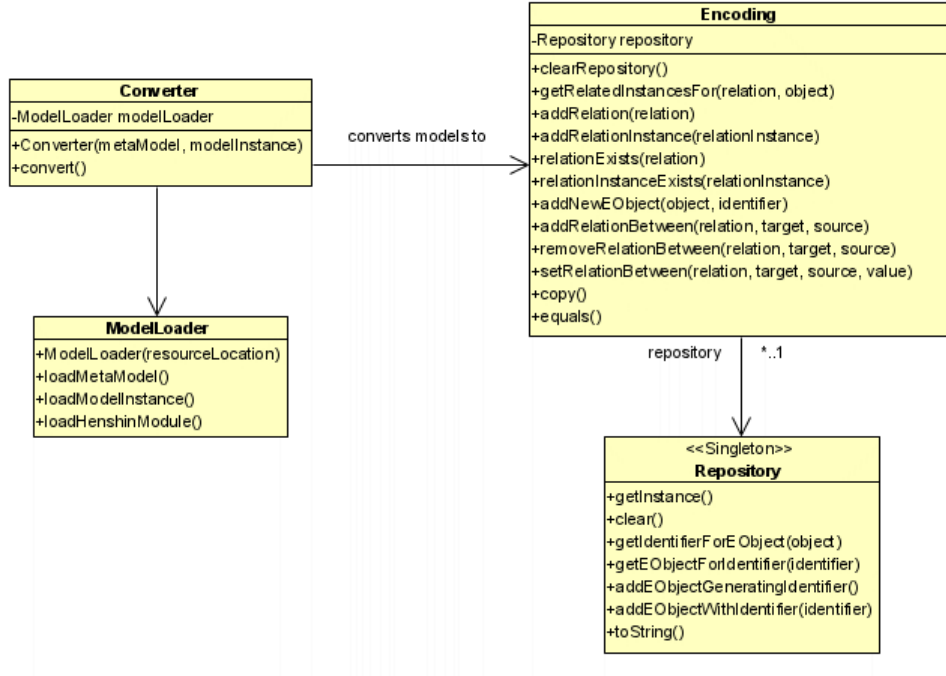 Converter
-ModelLoader modelLoader
+Converter(metaModel, modelInstance)
+convert()
converts models to
Encoding
-Repository repository
+clearRepository()
+getRelatedInstancesFor(relation, object)
+addRelation(relation)
+addRelationInstance(relationInstance)
+relationExists(relation)
+relationInstanceExists(relationInstance)
+addNewEObject(object, identifier)
+addRelationBetween(relation, target, source)
+removeRelationBetween(relation, target, source)
+setRelationBetween(relation, target, source, value)
+copy()
+equals()
ModelLoader
+ModelLoader(resourceLocation)
+loadMetaModel()
+loadModelInstance()
+loadHenshinModule()
repository *..1
<<Singleton>>
Repository
+getInstance()
+clear()
+getIdentifierForEObject(object)
+getEObjectForIdentifier(identifier)
+addEObjectGeneratingIdentifier()
+addEObjectWithIdentifier(identifier)
+toString()